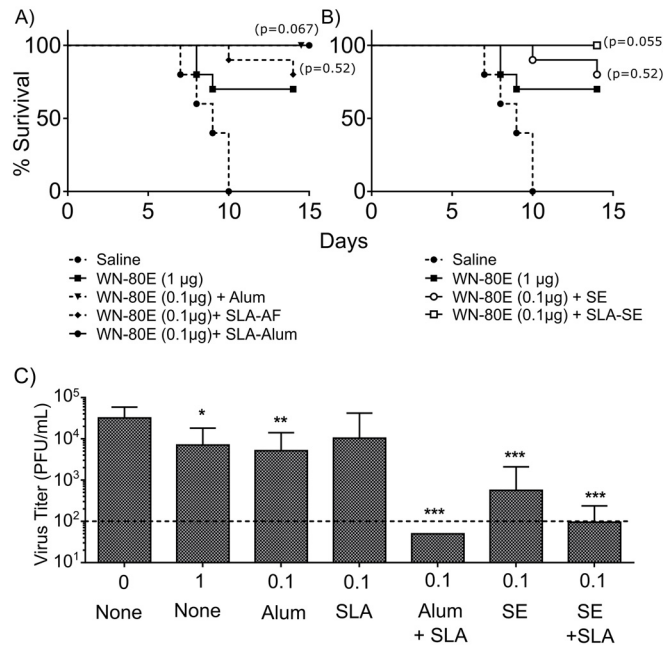 A)
(p=0.067)
(p=0.52)
% Surivival
100
50
0
0 5 10 15
B)
(p=0.055
(p=0.52)
100
50
0
0 5 10 15
Days
Saline
WN-80E (1 µg)
WN-80E (0.1µg) + Alum
WN-80E (0.1µg)+ SLA-AF
WN-80E (0.1µg)+ SLA-Alum
Saline
WN-80E (1 µg)
WN-80E (0.1µg) + SE
WN-80E (0.1µg) + SLA-SE
C)
Virus Titer (PFU/mL)
10⁵
10⁴
10³
10²
10¹
* ** *** *** ***
0 1 0.1 0.1 0.1 0.1 0.1
None None Alum SLA Alum SE SE
+ SLA +SLA